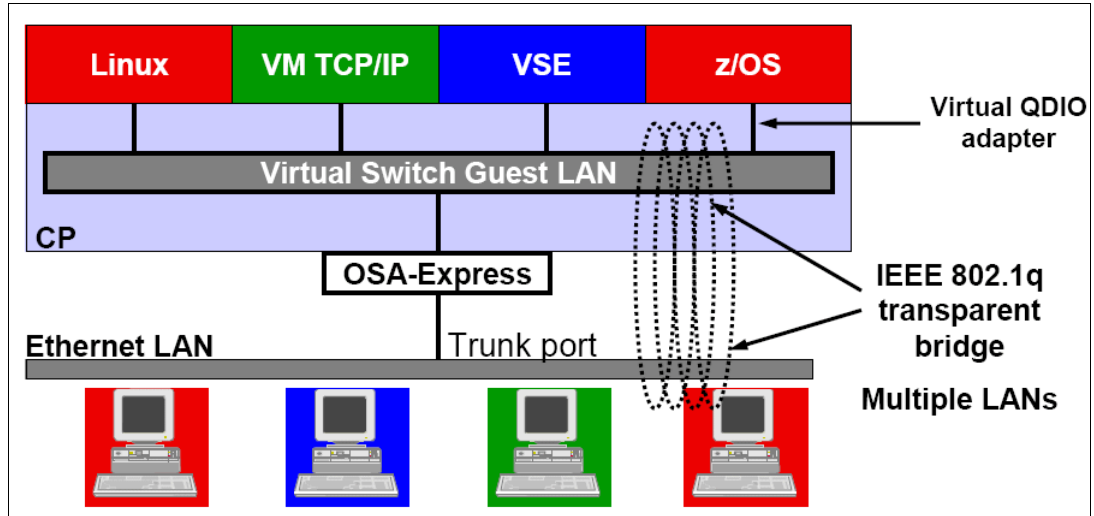 Linux
VM TCP/IP
VSE
z/OS
Virtual QDIO
adapter
Virtual Switch Guest LAN
CP
OSA-Express
IEEE 802.1q
transparent
bridge
Ethernet LAN
Trunk port
Multiple LANs